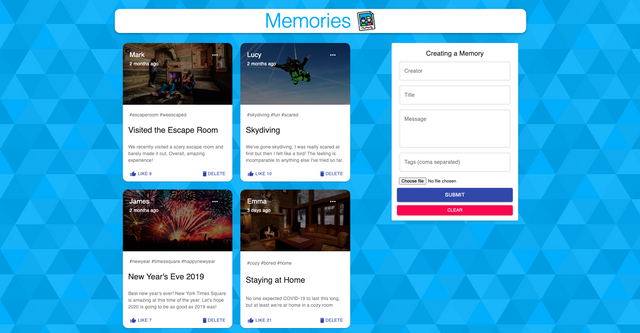 Memories
Mark
2 months ago
#escaperoom #weescaped
Visited the Escape Room
We recently visited a scary escape room and
barely made it out. Overall, amazing
experience!
LIKE 9
DELETE
Lucy
2 months ago
#skydiving #fun #scared
Skydiving
We've gone skydiving, I was really scared at
first but then I felt like a bird! The feeling is
incomparable to anything else I've tried so far.
LIKE 10
DELETE
James
2 months ago
#newyear #timessquare #happynewyear
New Year's Eve 2019
Best new year's ever! New York Times Square
is amazing at this time of the year. Let's hope
2020 is going to be as good as 2019 was!
LIKE 7
DELETE
Emma
3 days ago
#cozy #bored #home
Staying at Home
No one expected COVID-19 to last this long,
but at least we're at home in a cozy room
LIKE 21
DELETE
Creating a Memory
Creator
Title
Message
Tags (coma separated)
Choose file No file chosen
SUBMIT
CLEAR